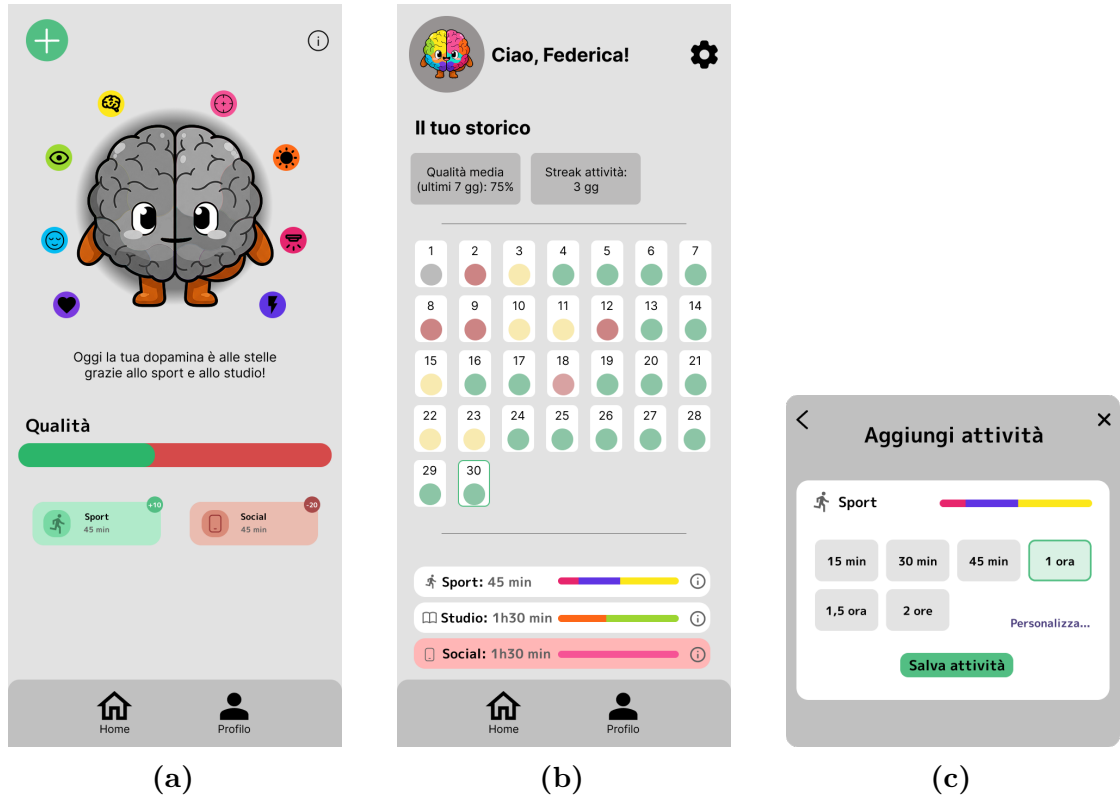 Oggi la tua dopamina è alle stelle
grazie allo sport e allo studio!
Qualità
+10
Sport
45 min
-20
Social
45 min
Home
Profilo
(a)
Ciao, Federica!
Il tuo storico
Qualità media
(ultimi 7 gg): 75%
Streak attività:
3 gg
1 2 3 4 5 6 7
8 9 10 11 12 13 14
15 16 17 18 19 20 21
22 23 24 25 26 27 28
29 30
Sport: 45 min
Studio: 1h30 min
Social: 1h30 min
Home
Profilo
(b)
Aggiungi attività
Sport
15 min
30 min
45 min
1 ora
1,5 ora
2 ore
Personalizza...
Salva attività
(c)